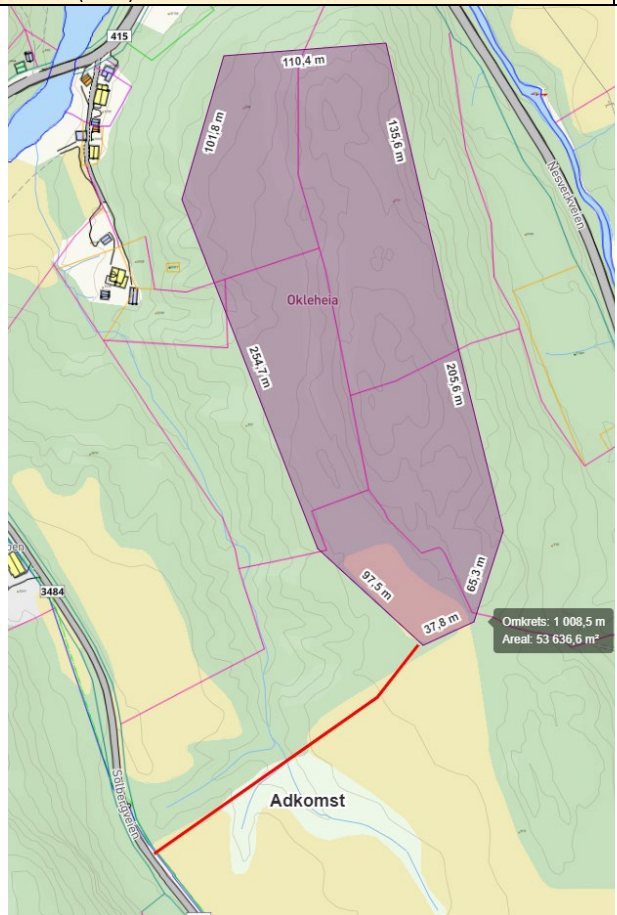 415
110,4 m
101,8 m
135,6 m
Nesverkveien
Okleheia
254,7 m
205,6 m
97,5 m
65,3 m
37,8 m
Omkrets: 1 008,5 m
Areal: 53 636,6 m²
3484
Adkomst
Sølbergveien